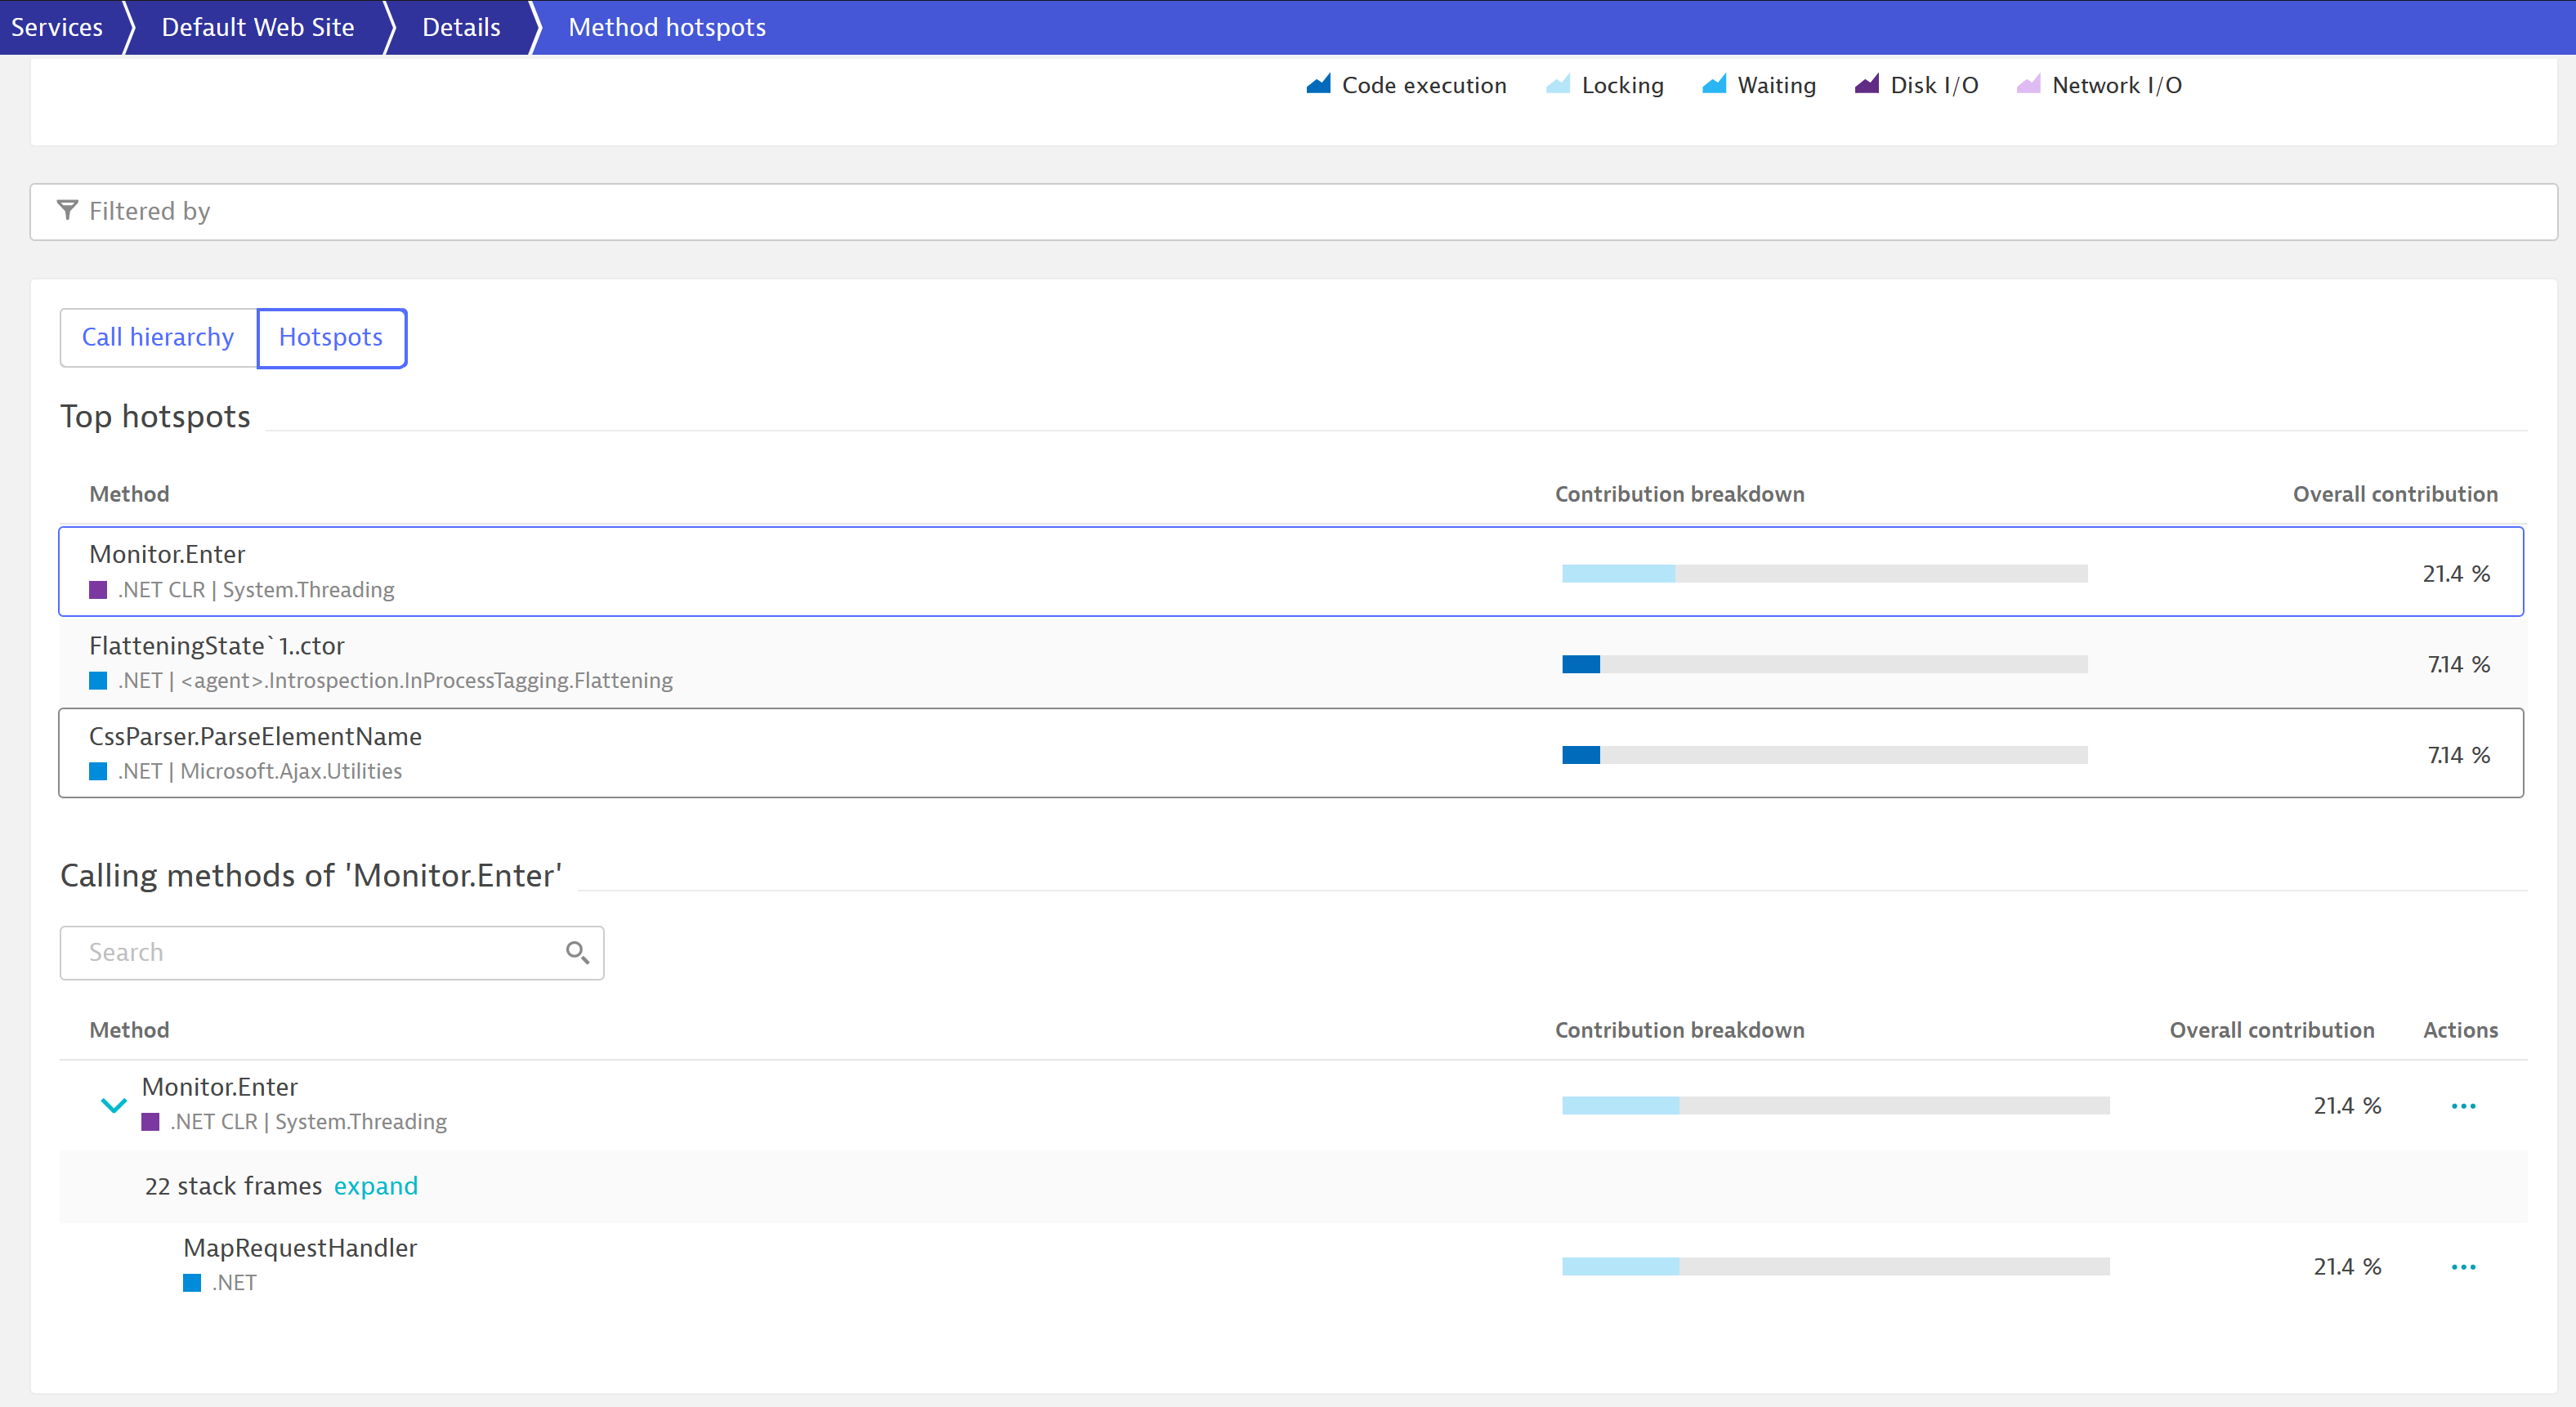 Services Default Web Site Details Method hotspots
Code execution Locking Waiting Disk I/O Network I/O
Filtered by
Call hierarchy Hotspots
Top hotspots
Method Contribution breakdown Overall contribution
Monitor.Enter
.NET CLR | System.Threading
21.4 %
FlatteningState`1..ctor
.NET | <agent>.Introspection.InProcessTagging.Flattening
7.14 %
CssParser.ParseElementName
.NET | Microsoft.Ajax.Utilities
7.14 %
Calling methods of 'Monitor.Enter'
Search
Method Contribution breakdown Overall contribution Actions
Monitor.Enter
.NET CLR | System.Threading
21.4 % ...
22 stack frames expand
MapRequestHandler
.NET
21.4 % ...